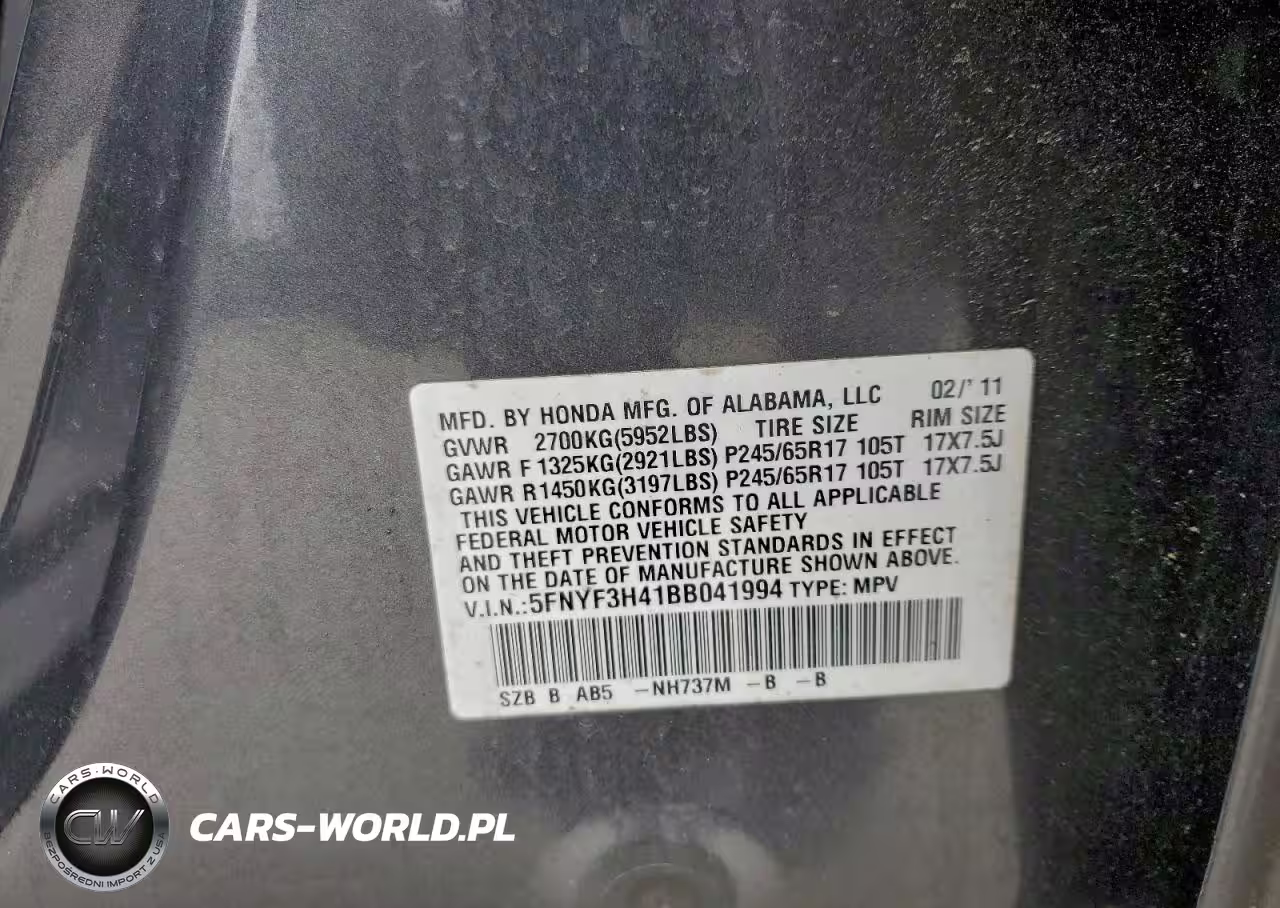 MFD. BY HONDA MFG. OF ALABAMA, LLC 02/' 11
GVWR 2700KG(5952LBS) TIRE SIZE RIM SIZE
GAWR F 1325KG(2921LBS) P245/65R17 105T 17X7.5J
GAWR R1450KG(3197LBS) P245/65R17 105T 17X7.5J
THIS VEHICLE CONFORMS TO ALL APPLICABLE
FEDERAL MOTOR VEHICLE SAFETY
AND THEFT PREVENTION STANDARDS IN EFFECT
ON THE DATE OF MANUFACTURE SHOWN ABOVE.
V.I.N.:5FNYF3H41BB041994 TYPE: MPV
SZB B AB5 -NH737M -B -B
CARS-WORLD
CW
BEZPOŚREDNI IMPORT Z USA
CARS-WORLD.PL